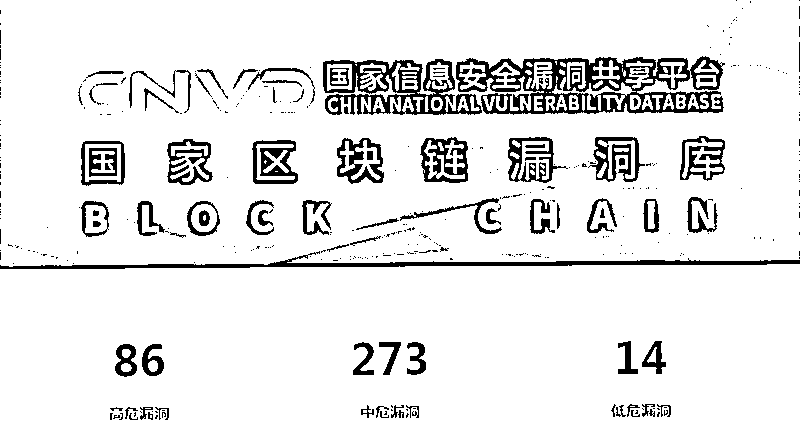 CNVD 国家信息安全漏洞共享平台
CHINA NATIONAL VULNERABILITY DATABASE
国家区块链漏洞库
BLOCK CHAIN
86 273 14
高危漏洞 中危漏洞 低危漏洞